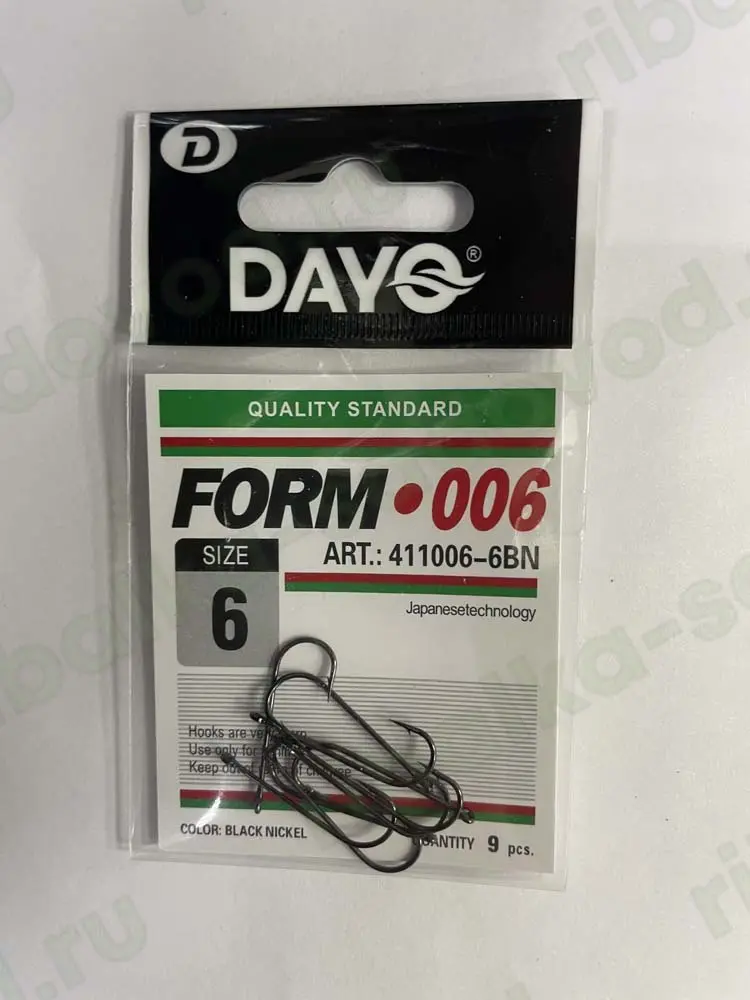 D
DAYO®
QUALITY STANDARD
FORM•006
SIZE
6
ART.: 411006-6BN
Japanesetechnology
Hooks are
Use only for
Keep out
COLOR: BLACK NICKEL
QUANTITY 9 pcs.